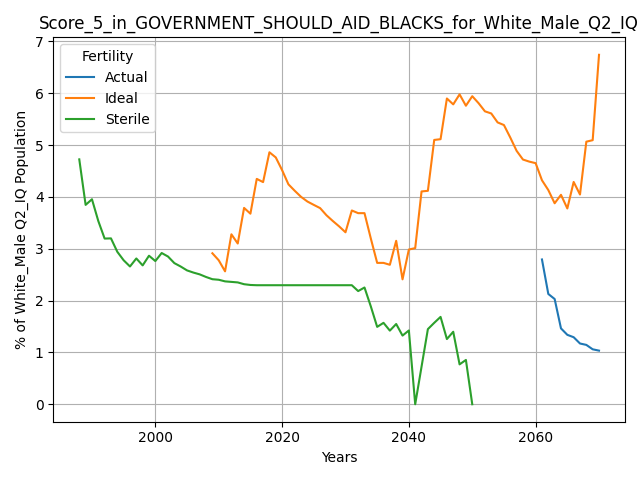 Score_5_in_GOVERNMENT_SHOULD_AID_BLACKS_for_White_Male_Q2_IQ
% of White_Male Q2_IQ Population
7
6
5
4
3
2
1
0
Fertility
Actual
Ideal
Sterile
2000
2020
2040
2060
Years